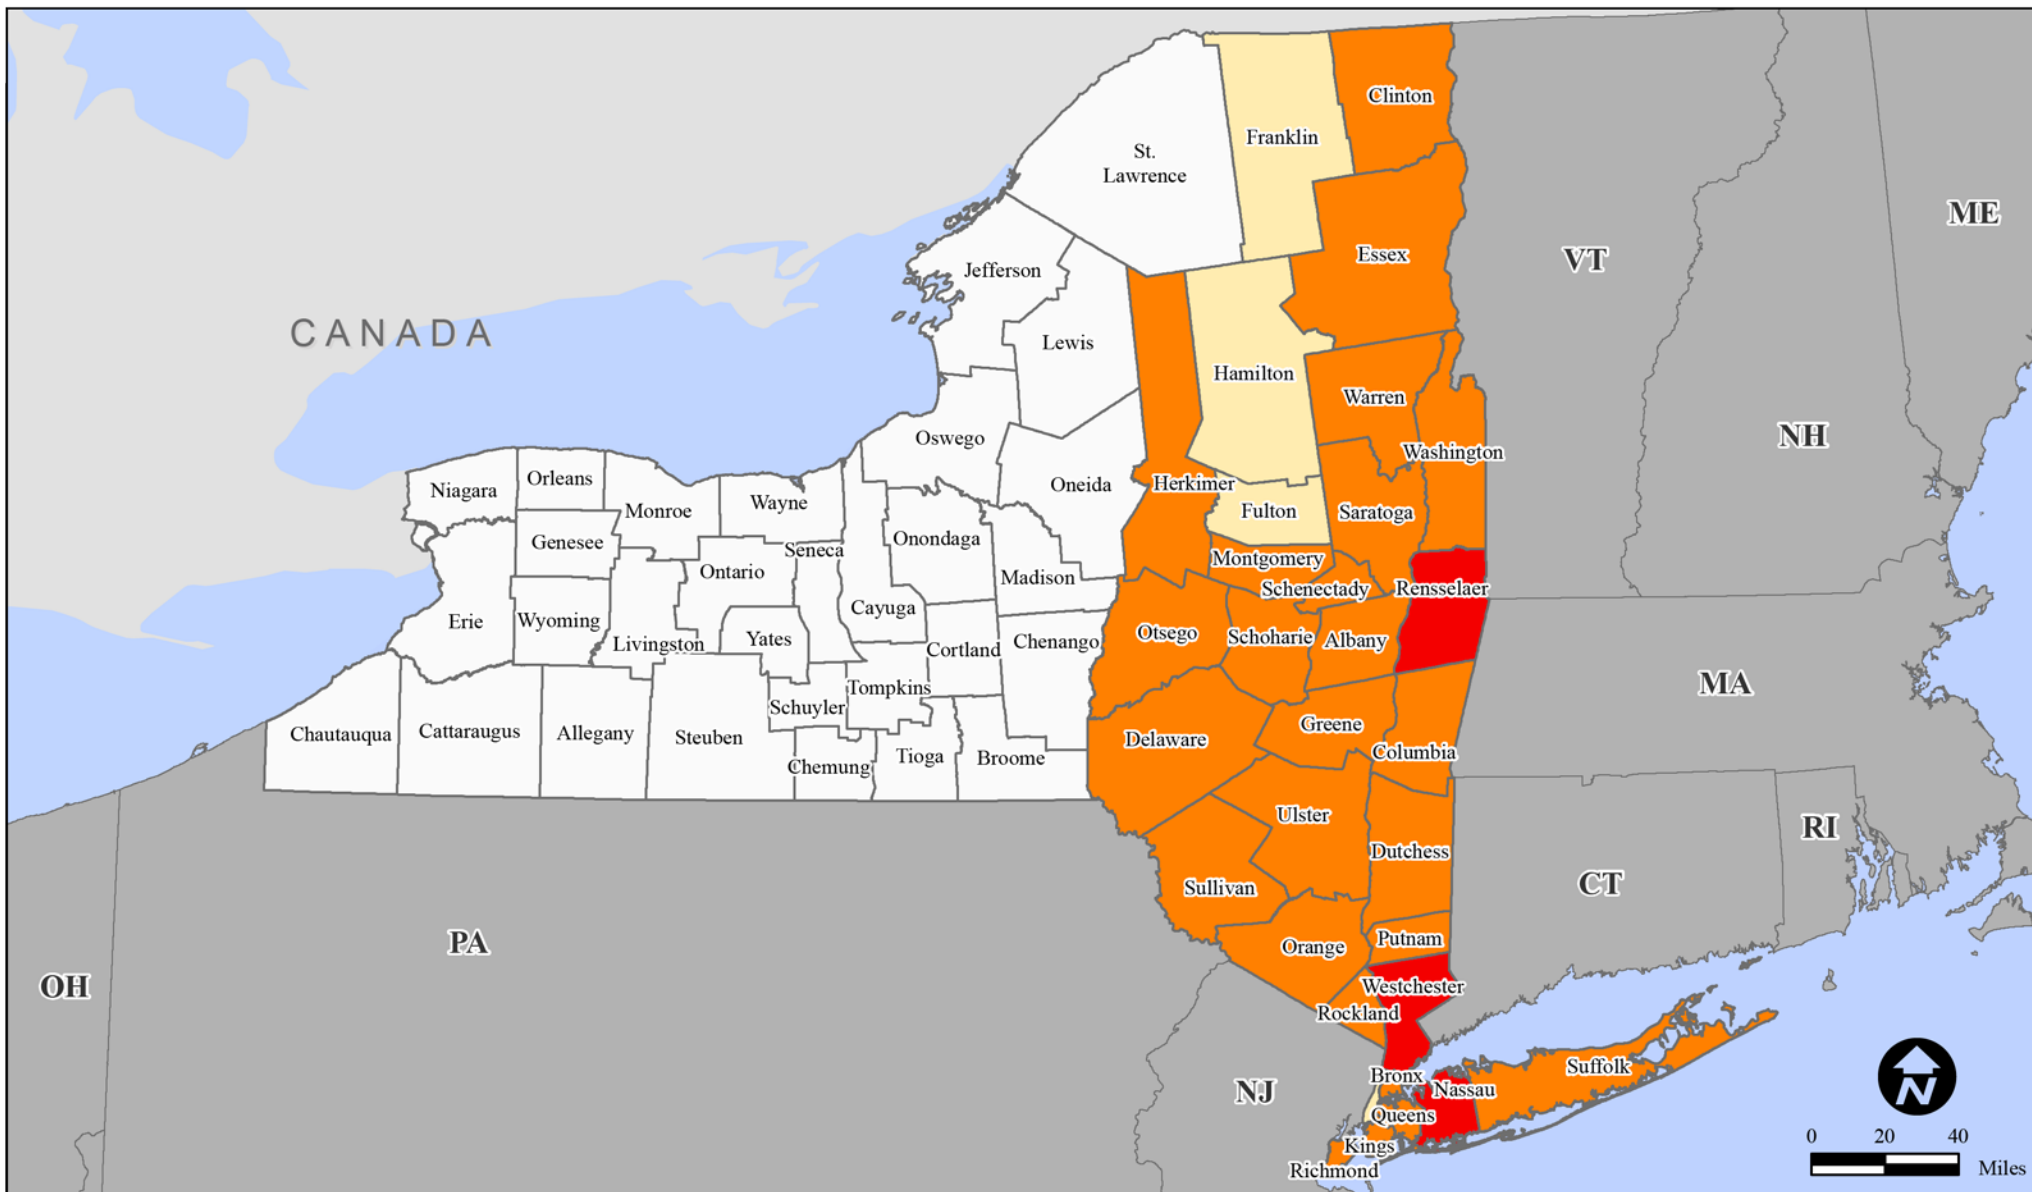 Clinton
Franklin
St.
Lawrence
ME
Essex
VT
Jefferson
CANADA
Lewis
Hamilton
Warren
Oswego
NH
Washington
Niagara
Orleans
Oneida
Herkimer
Monroe
Wayne
Fulton
Saratoga
Genesee
Onondaga
Seneca
Montgomery
Ontario
Madison
Schenectady
Rensselaer
Cayuga
Erie
Wyoming
Otsego
Schoharie
Albany
Livingston
Yates
Cortland
Chenango
MA
Tompkins
Schuyler
Chautauqua
Cattaraugus
Allegany
Steuben
Greene
Delaware
Columbia
Tioga
Broome
Chemung
Ulster
RI
Dutchess
CT
Sullivan
PA
Orange
Putnam
OH
Westchester
Rockland
Suffolk
Bronx
NJ
Nassau
N
Queens
Kings
0 20 40
Richmond
Miles